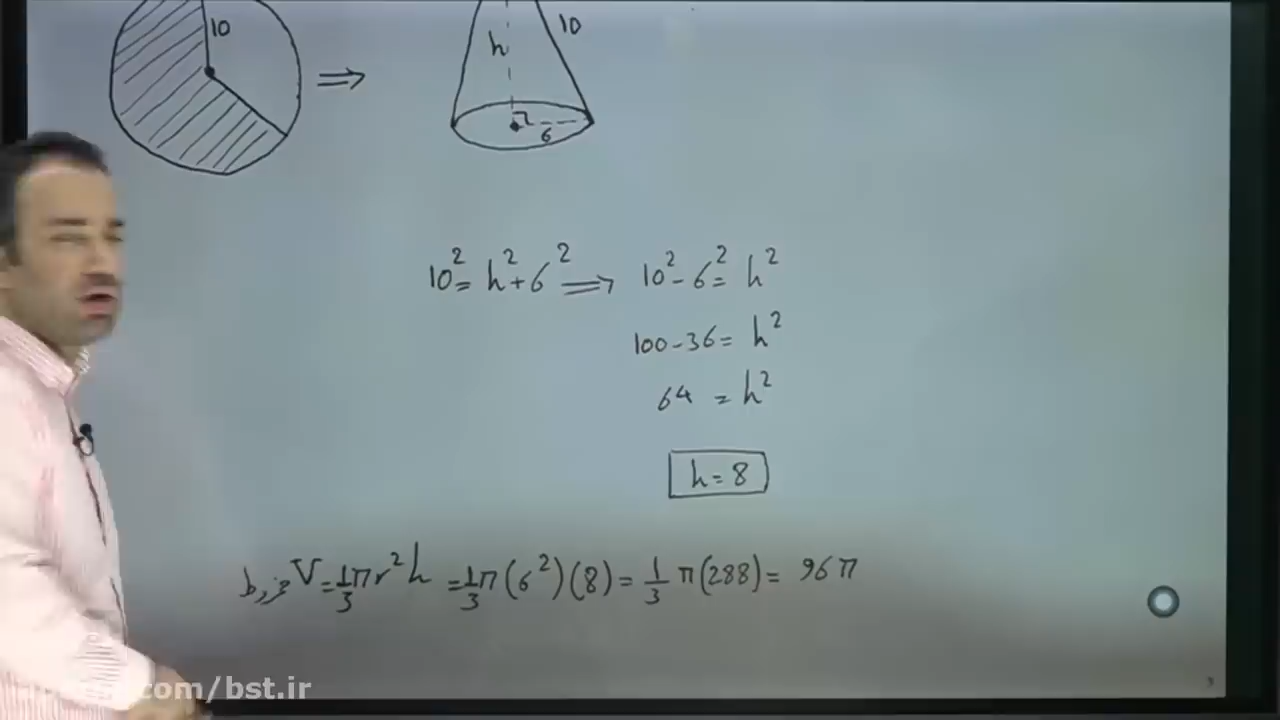 10
h
10
6
10² = h² + 6² ⟹ 10² - 6² = h²
100 - 36 = h²
64 = h²
h = 8
V مخروط = 1/3 π r² h = 1/3 π (6²)(8) = 1/3 π (288) = 96π
.com/bst.ir